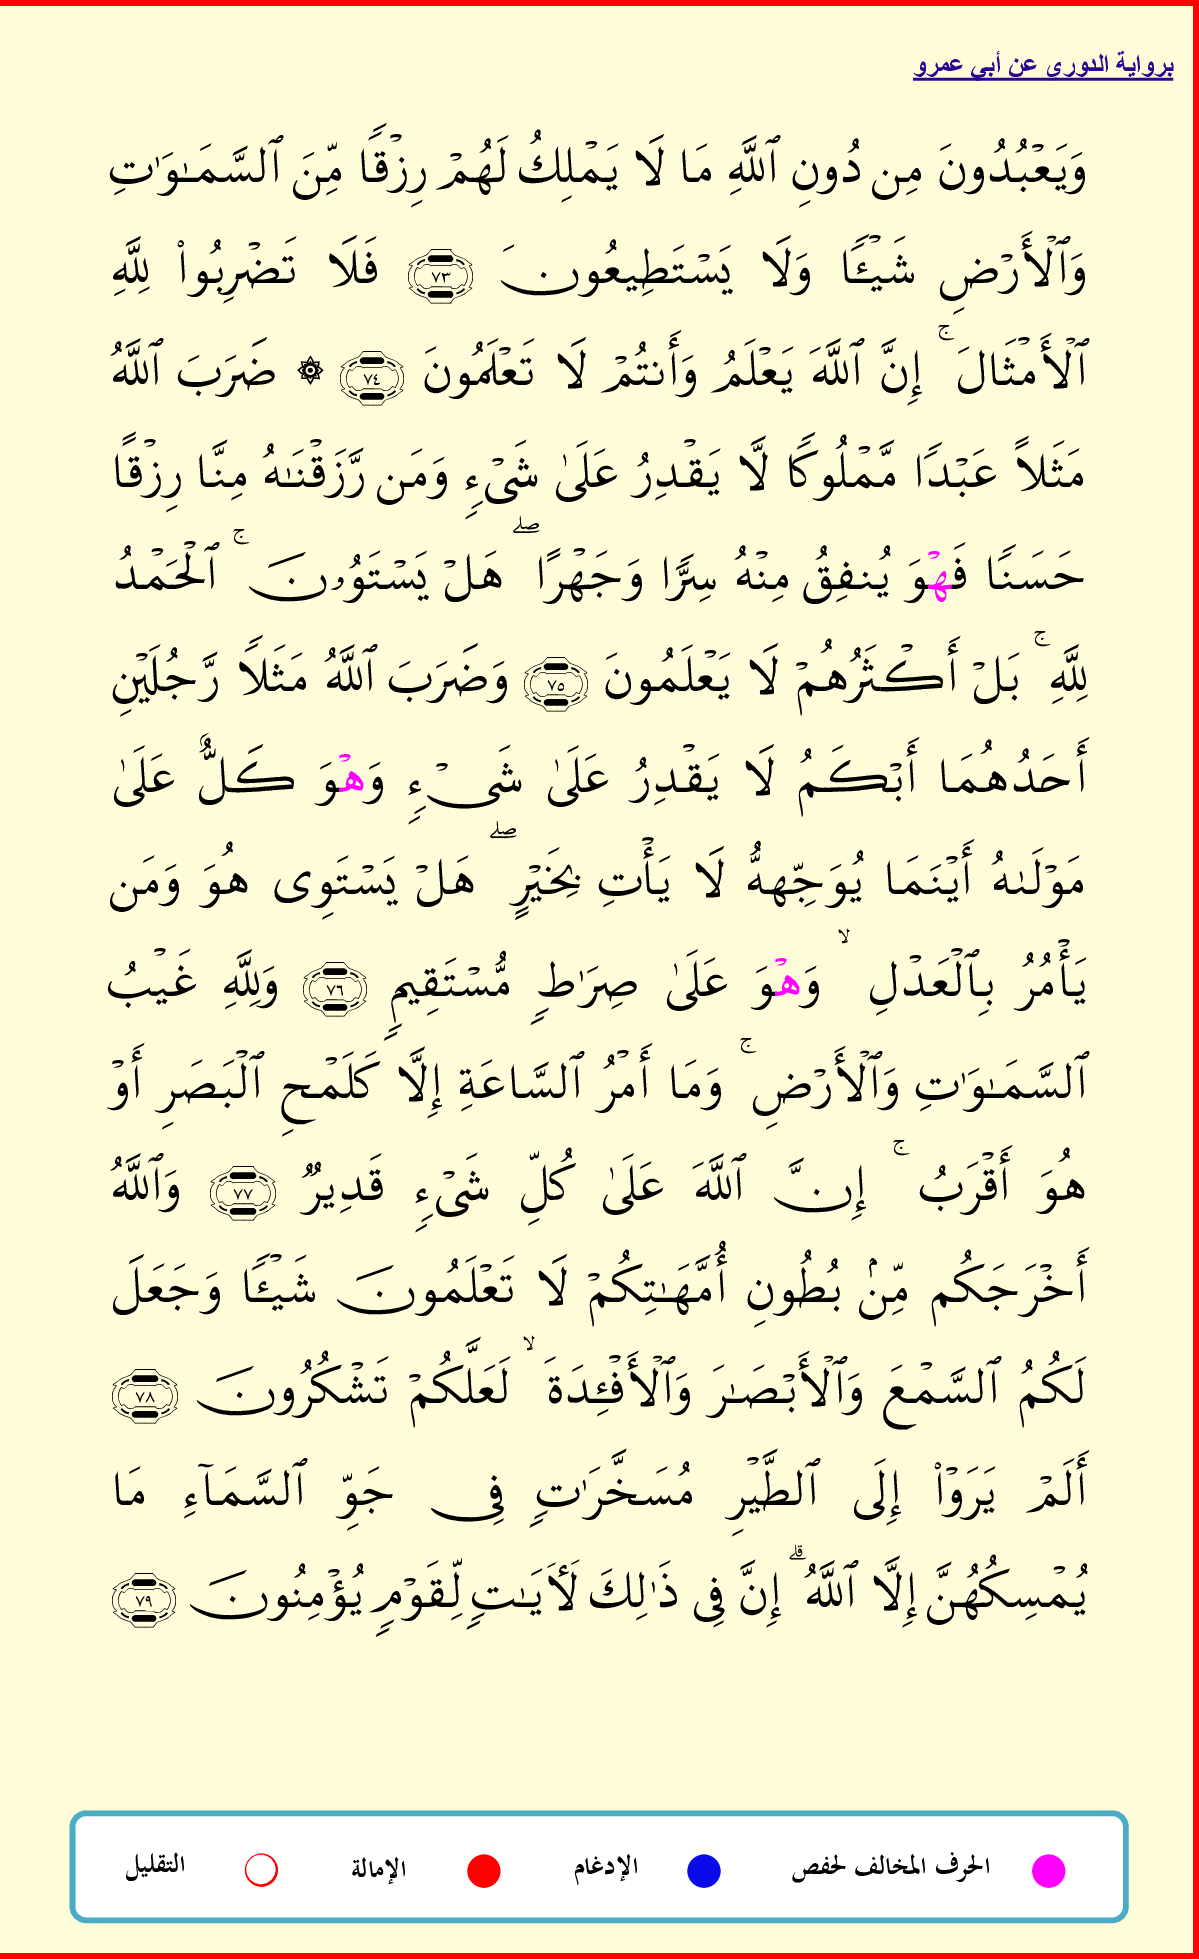 برواية الدورى عن أبى عمرو
وَيَعۡبُدُونَ مِن دُونِ ٱللَّهِ مَا لَا يَمۡلِكُ لَهُمۡ رِزۡقًا مِّنَ ٱلسَّمَٰوَٰتِ
وَٱلۡأَرۡضِ شَيۡـًٔا وَلَا يَسۡتَطِيعُونَ ٧٣ فَلَا تَضۡرِبُواْ لِلَّهِ
ٱلۡأَمۡثَالَۚ إِنَّ ٱللَّهَ يَعۡلَمُ وَأَنتُمۡ لَا تَعۡلَمُونَ ٧٤ ۞ ضَرَبَ ٱللَّهُ
مَثَلًا عَبۡدًا مَّمۡلُوكًا لَّا يَقۡدِرُ عَلَىٰ شَيۡءٖ وَمَن رَّزَقۡنَٰهُ مِنَّا رِزۡقًا
حَسَنًا فَهۡوَ يُنفِقُ مِنۡهُ سِرًّا وَجَهۡرًاۖ هَلۡ يَسۡتَوُۥنَۚ ٱلۡحَمۡدُ
لِلَّهِۚ بَلۡ أَكۡثَرُهُمۡ لَا يَعۡلَمُونَ ٧٥ وَضَرَبَ ٱللَّهُ مَثَلًا رَّجُلَيۡنِ
أَحَدُهُمَا أَبۡكَمُ لَا يَقۡدِرُ عَلَىٰ شَيۡءٖ وَهۡوَ كَلٌّ عَلَىٰ
مَوۡلَىٰهُ أَيۡنَمَا يُوَجِّههُّ لَا يَأۡتِ بِخَيۡرٍۖ هَلۡ يَسۡتَوِى هُوَ وَمَن
يَأۡمُرُ بِٱلۡعَدۡلِۙ وَهۡوَ عَلَىٰ صِرَٰطٖ مُّسۡتَقِيمٖ ٧٦ وَلِلَّهِ غَيۡبُ
ٱلسَّمَٰوَٰتِ وَٱلۡأَرۡضِۚ وَمَا أَمۡرُ ٱلسَّاعَةِ إِلَّا كَلَمۡحِ ٱلۡبَصَرِ أَوۡ
هُوَ أَقۡرَبُۚ إِنَّ ٱللَّهَ عَلَىٰ كُلِّ شَيۡءٖ قَدِيرٞ ٧٧ وَٱللَّهُ
أَخۡرَجَكُم مِّنۢ بُطُونِ أُمَّهَٰتِكُمۡ لَا تَعۡلَمُونَ شَيۡـًٔا وَجَعَلَ
لَكُمُ ٱلسَّمۡعَ وَٱلۡأَبۡصَٰرَ وَٱلۡأَفۡـِٔدَةَۙ لَعَلَّكُمۡ تَشۡكُرُونَ ٧٨
أَلَمۡ يَرَوۡاْ إِلَى ٱلطَّيۡرِ مُسَخَّرَٰتٖ فِى جَوِّ ٱلسَّمَآءِ مَا
يُمۡسِكُهُنَّ إِلَّا ٱللَّهُۗ إِنَّ فِى ذَٰلِكَ لَأٓيَٰتٖ لِّقَوۡمٖ يُؤۡمِنُونَ ٧٩
الحرف المخالف لحفص الإدغام الإمالة التقليل